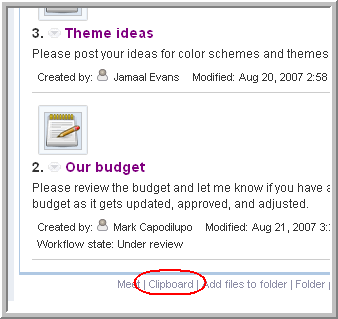 3. Theme ideas
Please post your ideas for color schemes and themes
Created by: Jamaal Evans Modified: Aug 20, 2007 2:58
2. Our budget
Please review the budget and let me know if you have a
budget as it gets updated, approved, and adjusted.
Created by: Mark Capodilupo Modified: Aug 21, 2007 3:
Workflow state: Under review
Meet | Clipboard | Add files to folder | Folder